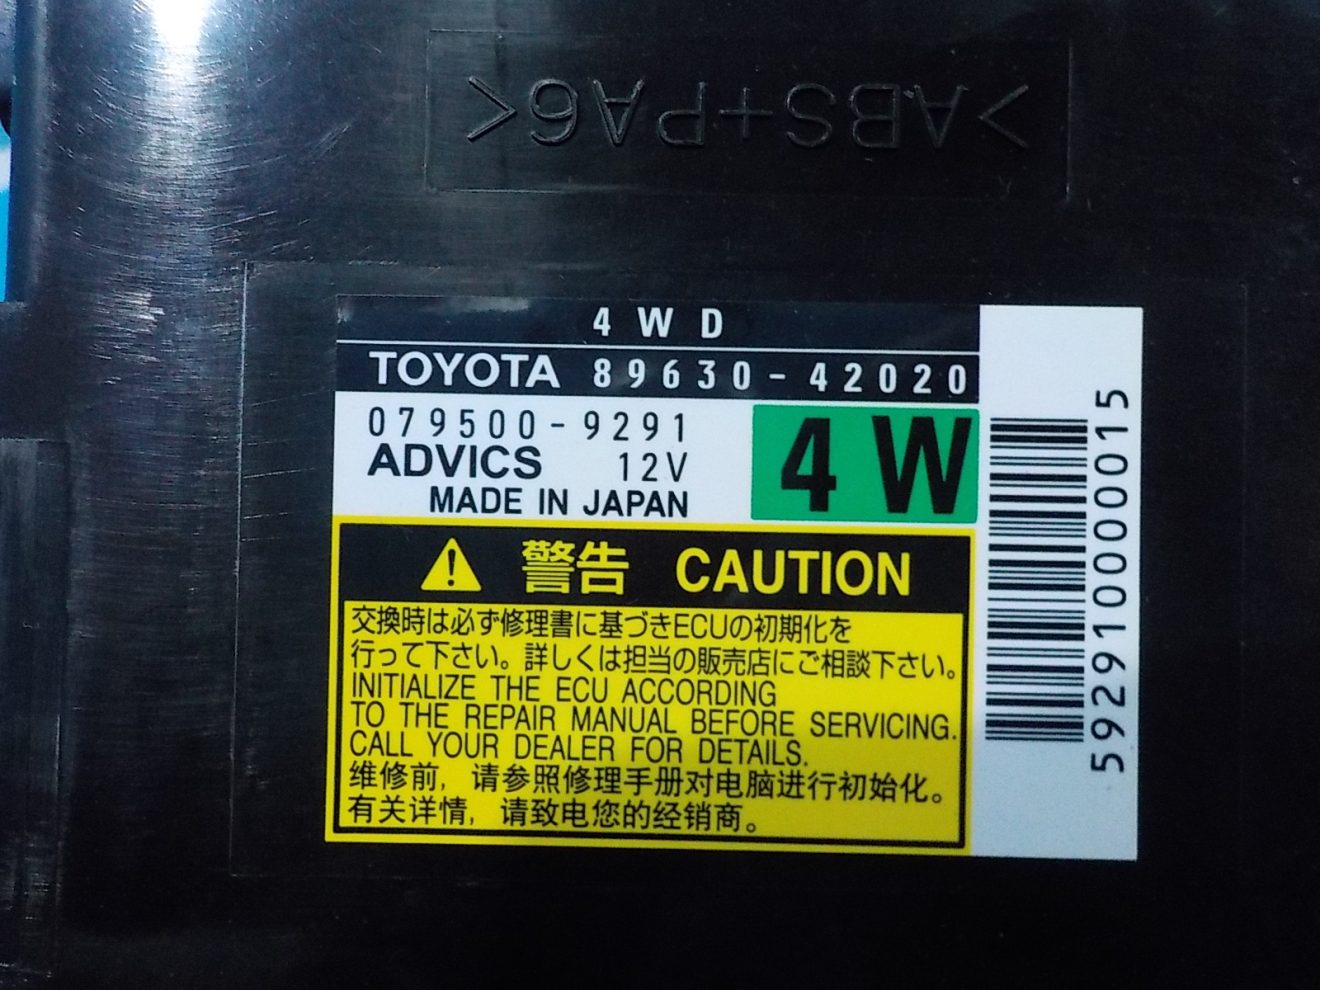 >ABS+PA6<
4WD
TOYOTA 89630-42020
079500-9291
ADVICS 12V
MADE IN JAPAN
4W
⚠ 警告 CAUTION
交換時は必ず修理書に基づきECUの初期化を
行って下さい。詳しくは担当の販売店にご相談下さい。
INITIALIZE THE ECU ACCORDING
TO THE REPAIR MANUAL BEFORE SERVICING.
CALL YOUR DEALER FOR DETAILS.
维修前，请参照修理手册对电脑进行初始化。
有关详情，请致电您的经销商。
59291000015